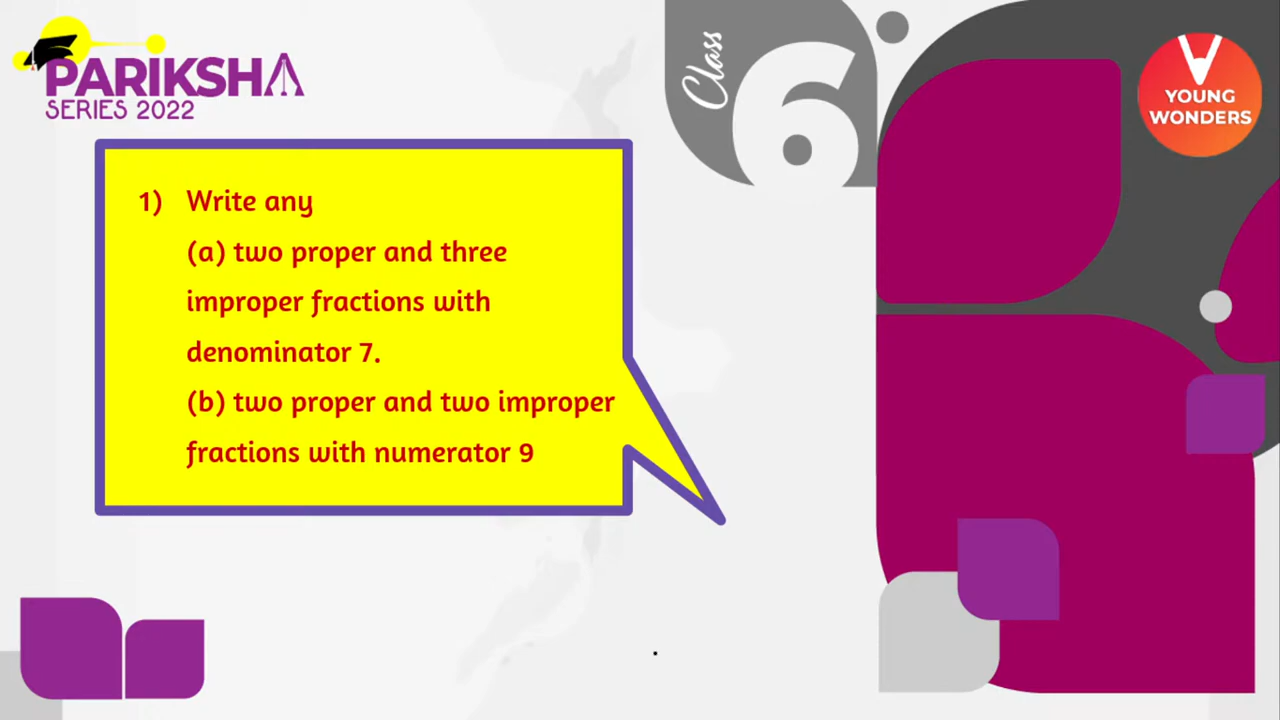 PARIKSHA
SERIES 2022
Class
6
YOUNG
WONDERS
1) Write any
(a) two proper and three
improper fractions with
denominator 7.
(b) two proper and two improper
fractions with numerator 9